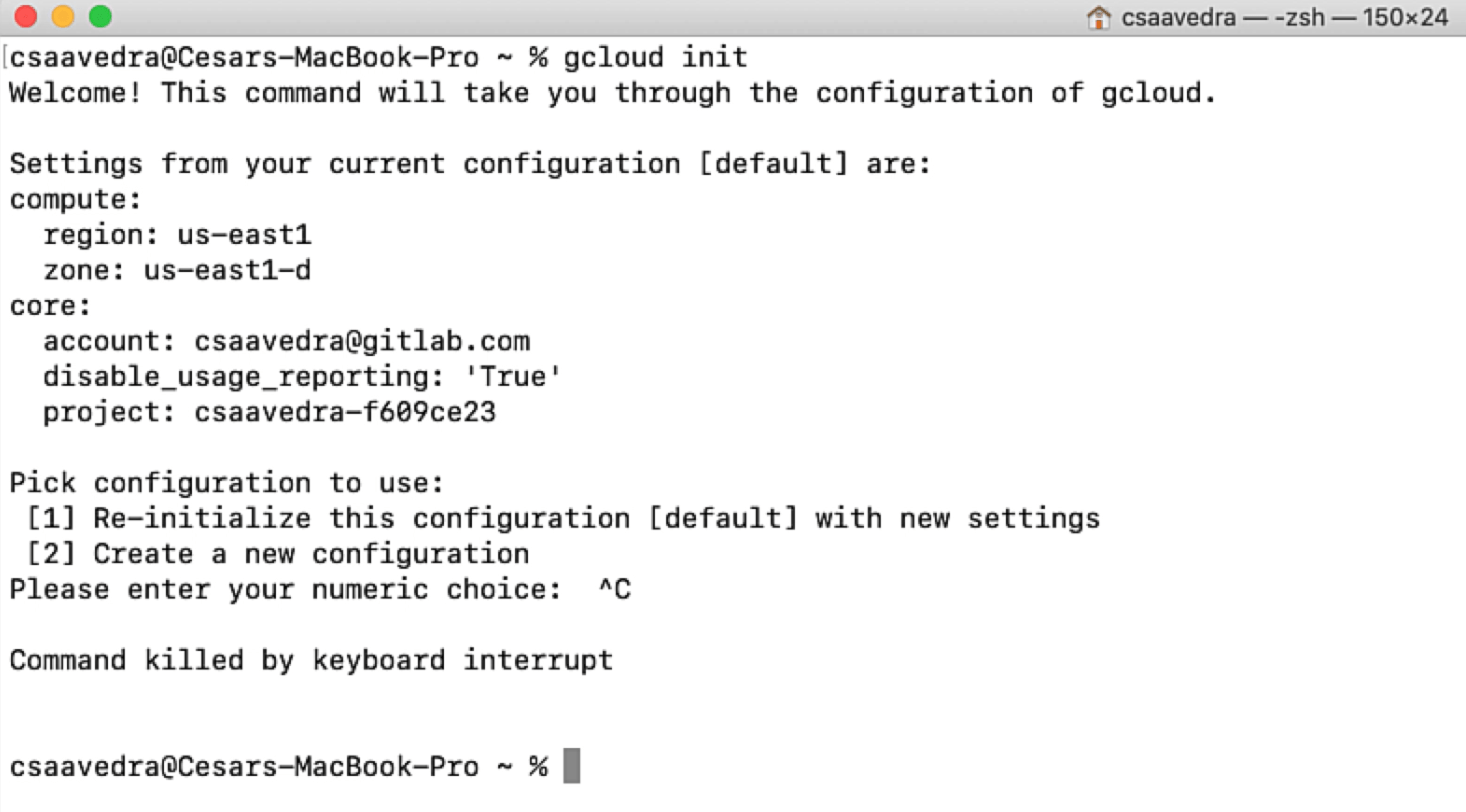 csaavedra — -zsh — 150×24
[csaavedra@Cesars-MacBook-Pro ~ % gcloud init
Welcome! This command will take you through the configuration of gcloud.
Settings from your current configuration [default] are:
compute:
  region: us-east1
  zone: us-east1-d
core:
  account: csaavedra@gitlab.com
  disable_usage_reporting: 'True'
  project: csaavedra-f609ce23
Pick configuration to use:
 [1] Re-initialize this configuration [default] with new settings
 [2] Create a new configuration
Please enter your numeric choice:  ^C
Command killed by keyboard interrupt
csaavedra@Cesars-MacBook-Pro ~ %